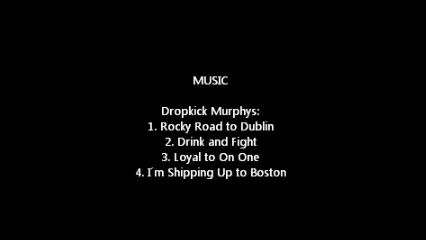 MUSIC
Dropkick Murphys:
1. Rocky Road to Dublin
2. Drink and Fight
3. Loyal to On One
4. I´m Shipping Up to Boston